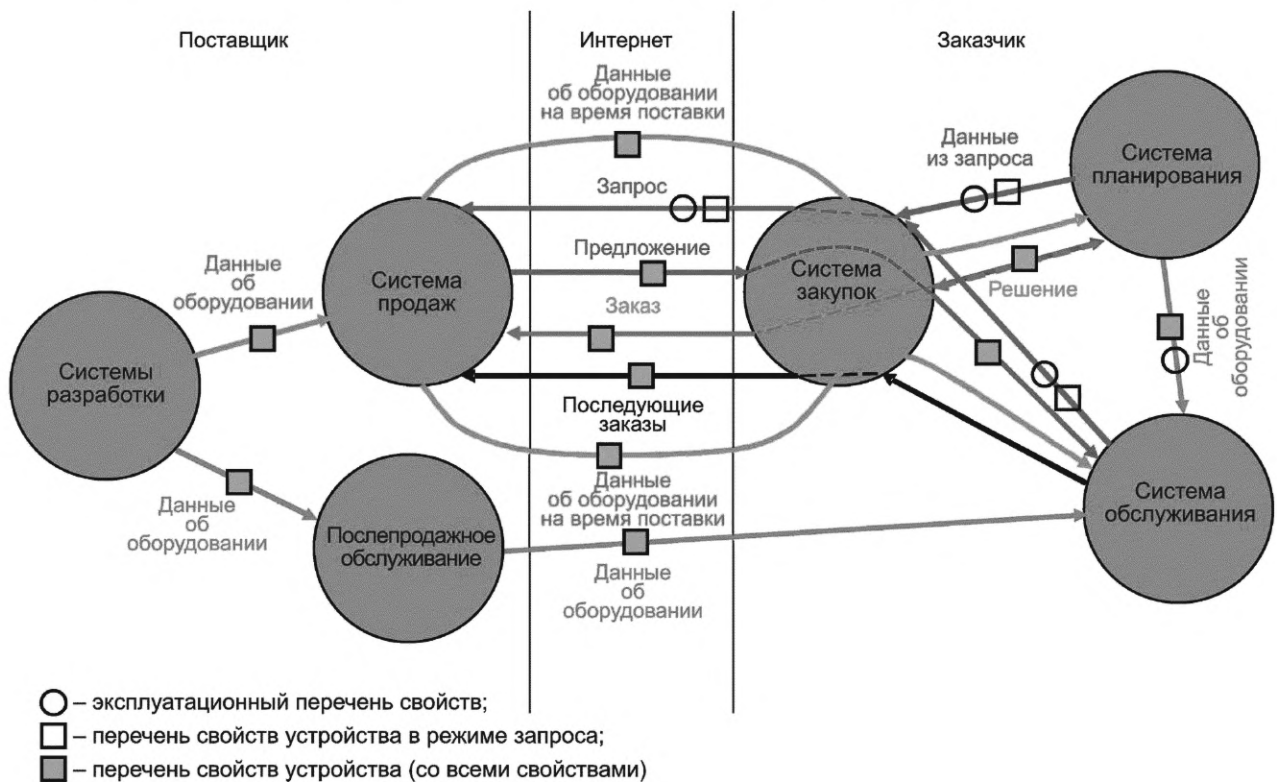 Поставщик
Интернет
Заказчик
Данные
об оборудовании
на время поставки
Данные
из запроса
Система
планирования
Запрос
Предложение
Система
продаж
Система
закупок
Решение
Данные
об
оборудовании
Заказ
Данные
об
оборудовании
Системы
разработки
Последующие
заказы
Данные
об оборудовании
на время поставки
Данные
об
оборудовании
Послепродажное
обслуживание
Система
обслуживания
Данные
об
оборудовании
– эксплуатационный перечень свойств;
– перечень свойств устройства в режиме запроса;
– перечень свойств устройства (со всеми свойствами)